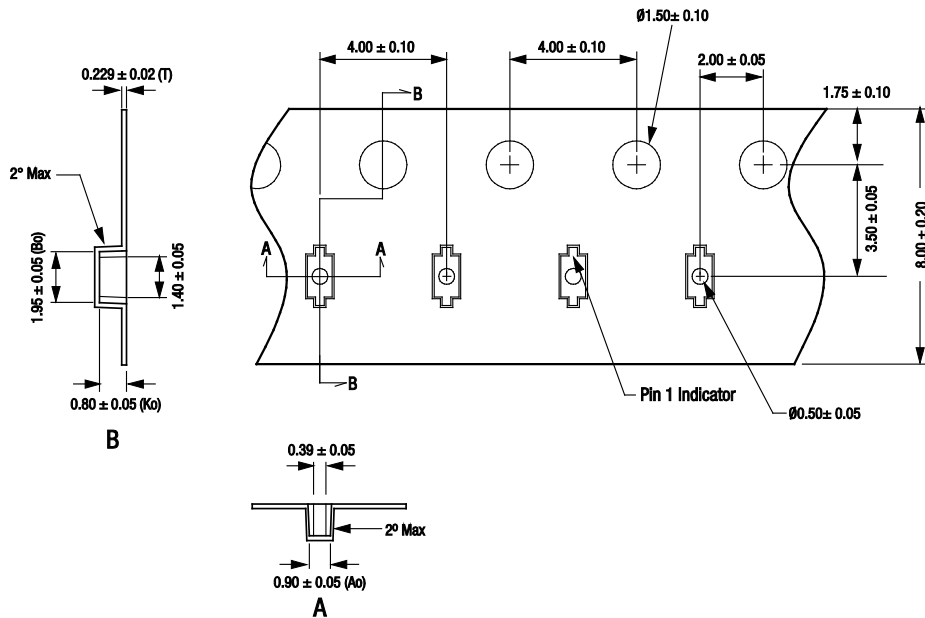 Ø1.50± 0.10
4.00 ± 0.10
4.00 ± 0.10
2.00 ± 0.05
0.229 ± 0.02 (T)
B
1.75 ± 0.10
2° Max
3.50 ± 0.05
8.00 ± 0.20
A
A
1.95 ± 0.05 (Bo)
1.40 ± 0.05
B
Pin 1 Indicator
Ø0.50± 0.05
0.80 ± 0.05 (Ko)
B
0.39 ± 0.05
2º Max
0.90 ± 0.05 (Ao)
A